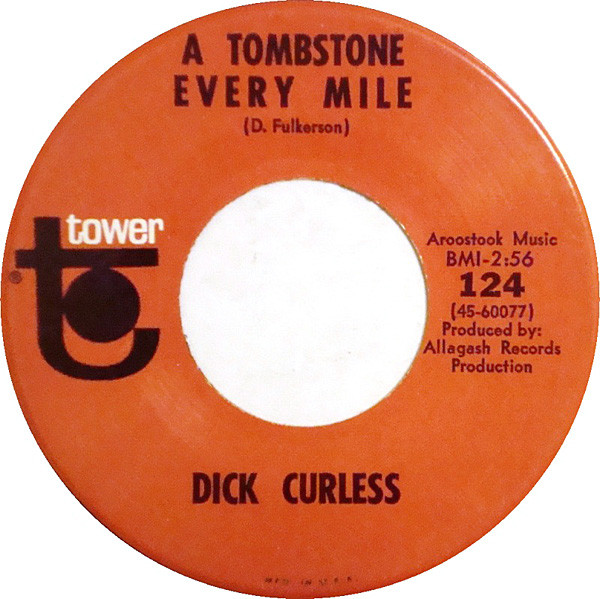 A TOMBSTONE
EVERY MILE
(D. Fulkerson)
tower
®
Aroostook Music
BMI-2:56
124
(45-60077)
Produced by:
Allagash Records
Production
DICK CURLESS